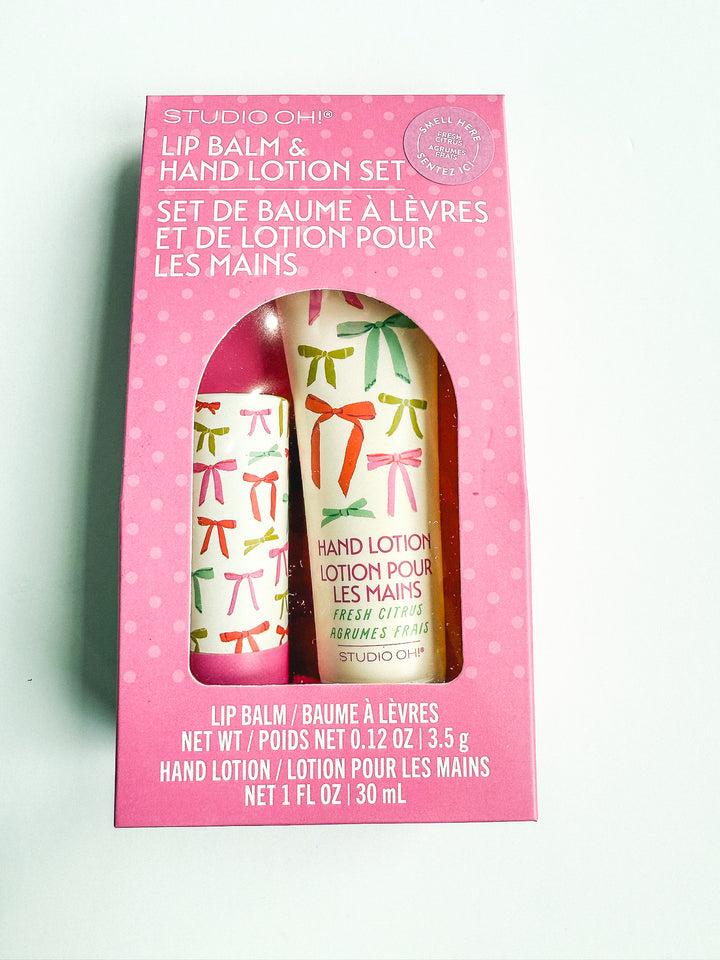 STUDIO OH!®
LIP BALM &
HAND LOTION SET
SET DE BAUME À LÈVRES
ET DE LOTION POUR
LES MAINS
SMELL HERE
FRESH
CITRUS
AGRUMES
FRAIS
SENTEZ ICI
HAND LOTION
LOTION POUR
LES MAINS
FRESH CITRUS
AGRUMES FRAIS
STUDIO OH!®
LIP BALM / BAUME À LÈVRES
NET WT / POIDS NET 0.12 OZ | 3.5 g
HAND LOTION / LOTION POUR LES MAINS
NET 1 FL OZ | 30 mL